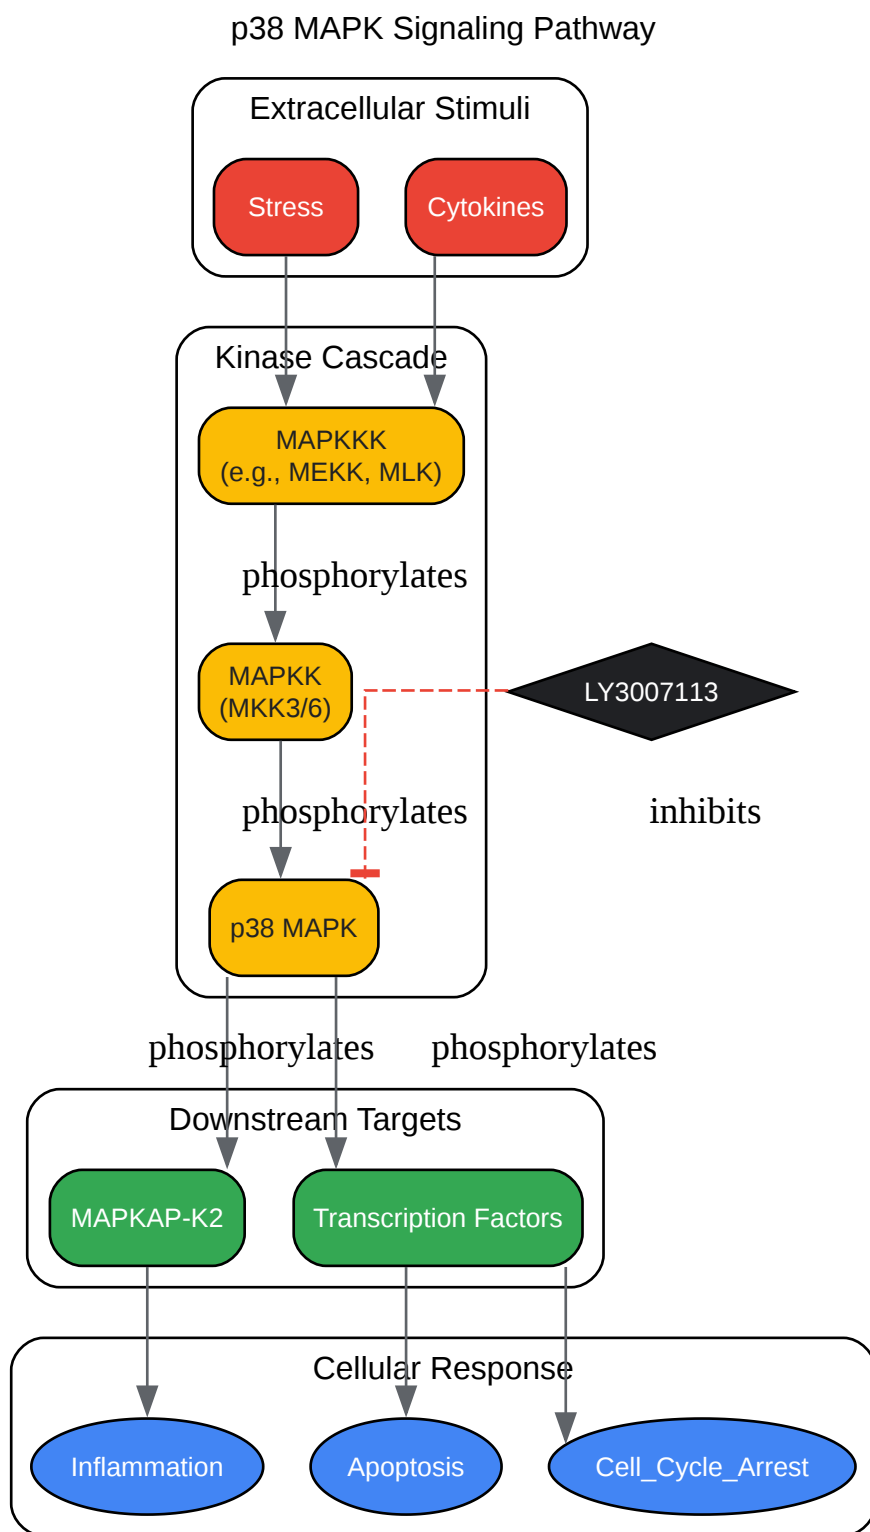 p38 MAPK Signaling Pathway
Extracellular Stimuli
Stress
Cytokines
Kinase Cascade
MAPKKK
(e.g., MEKK, MLK)
phosphorylates
MAPKK
(MKK3/6)
LY3007113
phosphorylates
inhibits
p38 MAPK
phosphorylates
phosphorylates
Downstream Targets
MAPKAP-K2
Transcription Factors
Cellular Response
Inflammation
Apoptosis
Cell_Cycle_Arrest